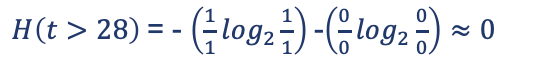 H(t > 28) = - (1/1 log₂ 1/1) -(0/0 log₂ 0/0) ≈ 0